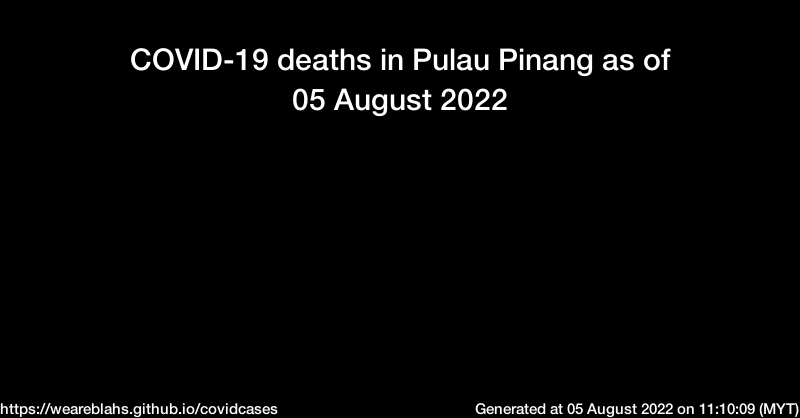 COVID-19 deaths in Pulau Pinang as of
05 August 2022
https://weareblahs.github.io/covidcases
Generated at 05 August 2022 on 11:10:09 (MYT)